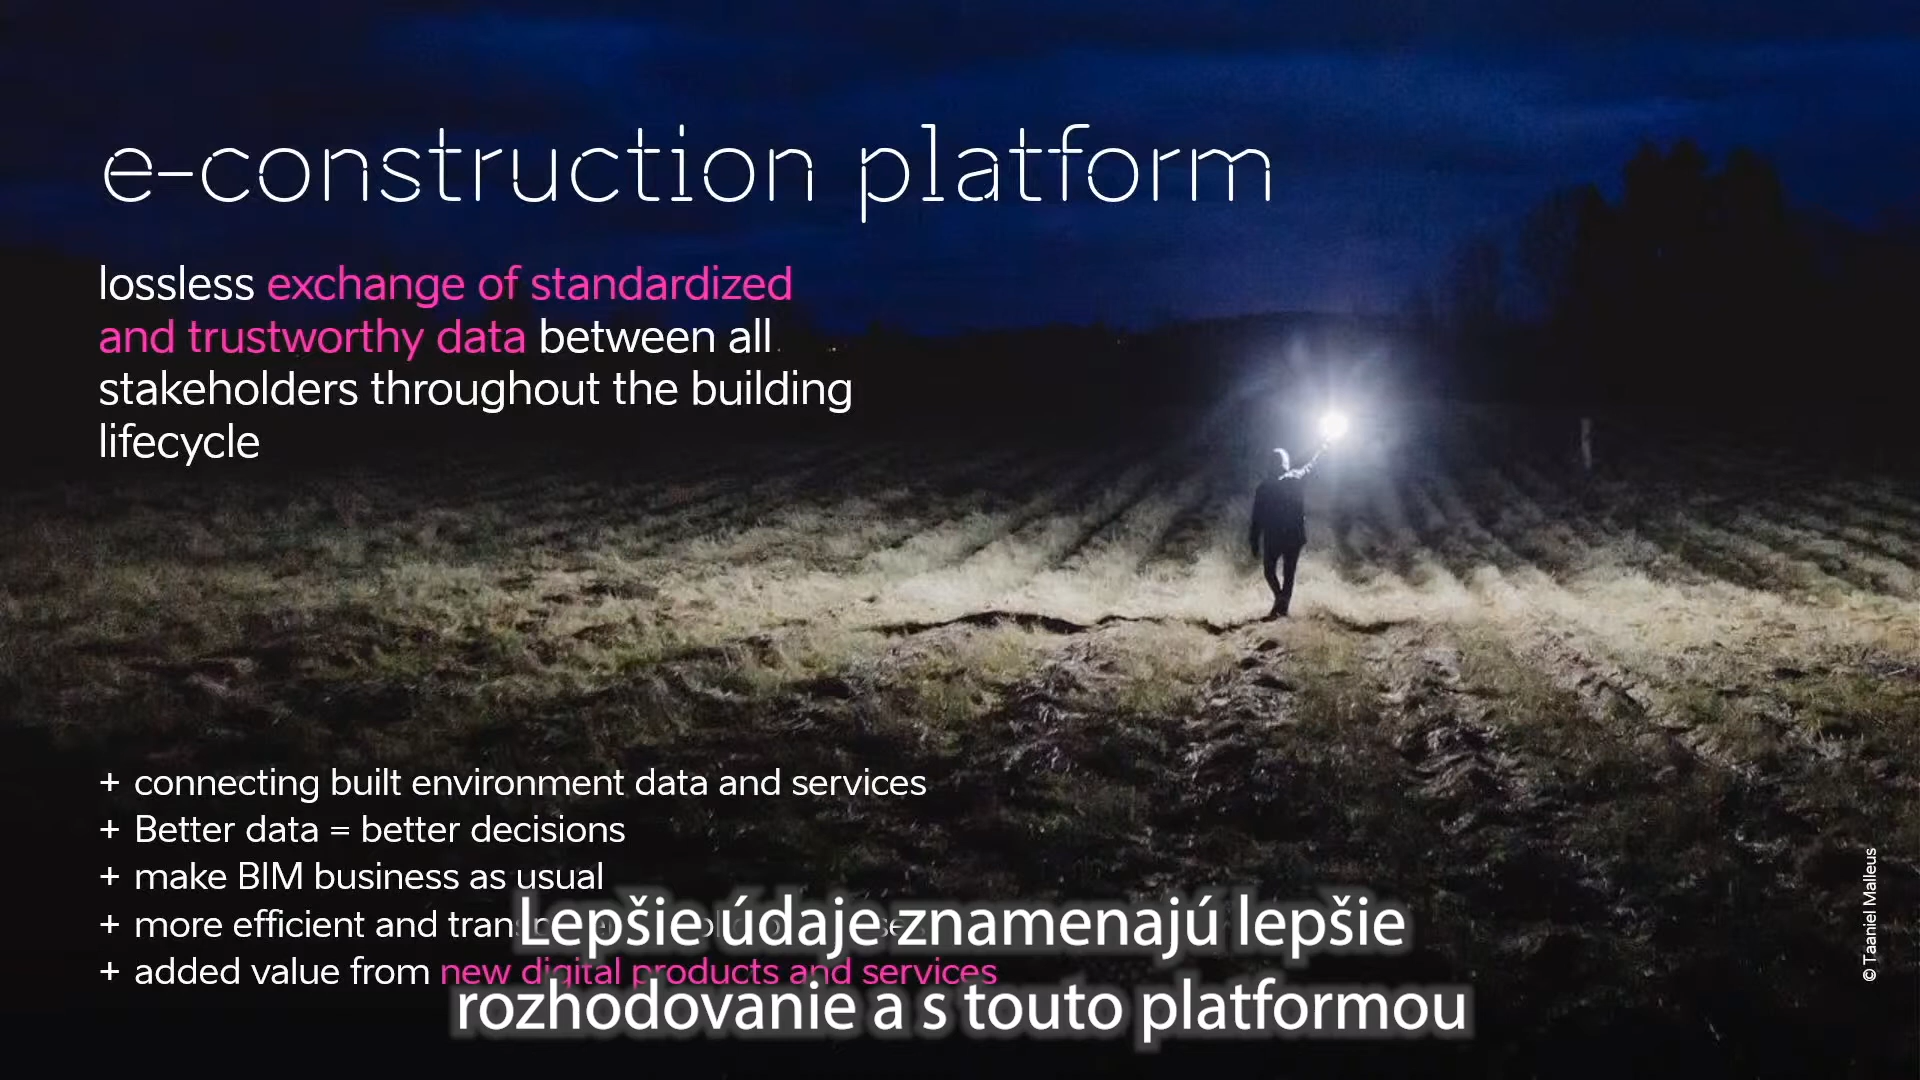 e-construction platform
lossless exchange of standardized
and trustworthy data between all
stakeholders throughout the building
lifecycle
+ connecting built environment data and services
+ Better data = better decisions
+ make BIM business as usual
+ more efficient and
+ added value from new digital products and services
Lepšie údaje znamenajú lepšie
rozhodovanie a s touto platformou
© Taaniel Malleus